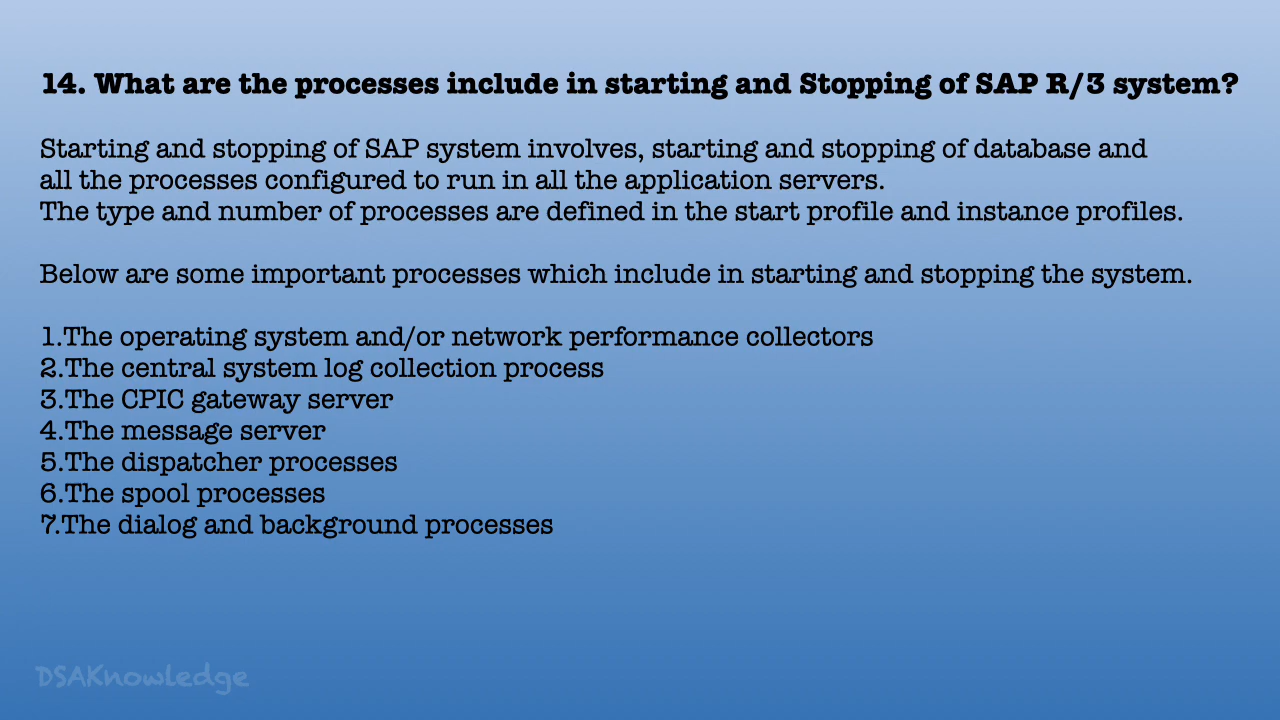 14. What are the processes include in starting and Stopping of SAP R/3 system?
Starting and stopping of SAP system involves, starting and stopping of database and
all the processes configured to run in all the application servers.
The type and number of processes are defined in the start profile and instance profiles.
Below are some important processes which include in starting and stopping the system.
1.The operating system and/or network performance collectors
2.The central system log collection process
3.The CPIC gateway server
4.The message server
5.The dispatcher processes
6.The spool processes
7.The dialog and background processes
DSAKnowledge